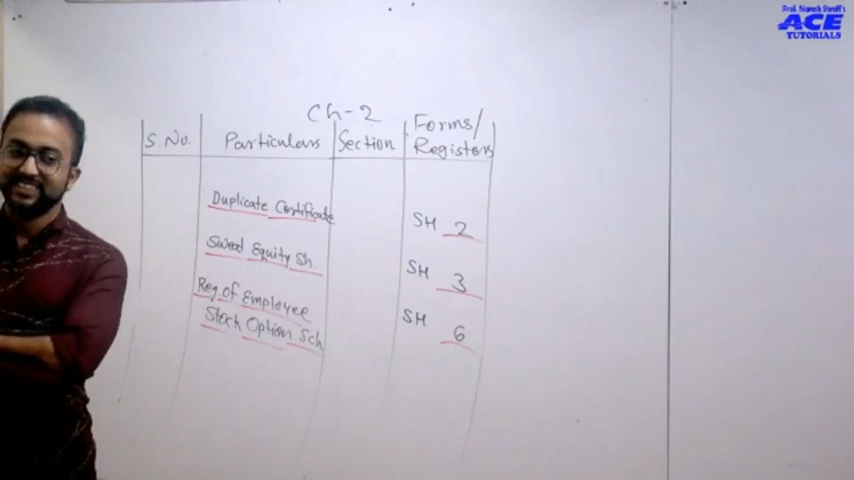 Prof. Naresh Shroff's
ACE
TUTORIALS
Ch-2
S.No. Particulars Section Forms/
Registers
Duplicate Certificate SH 2
Sweat Equity Sh. SH 3
Reg. of Employee
Stock Option Sch SH 6